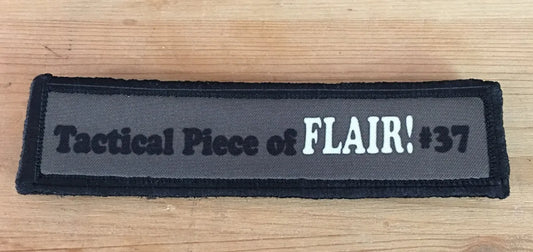 Tactical Piece of FLAIR! #37